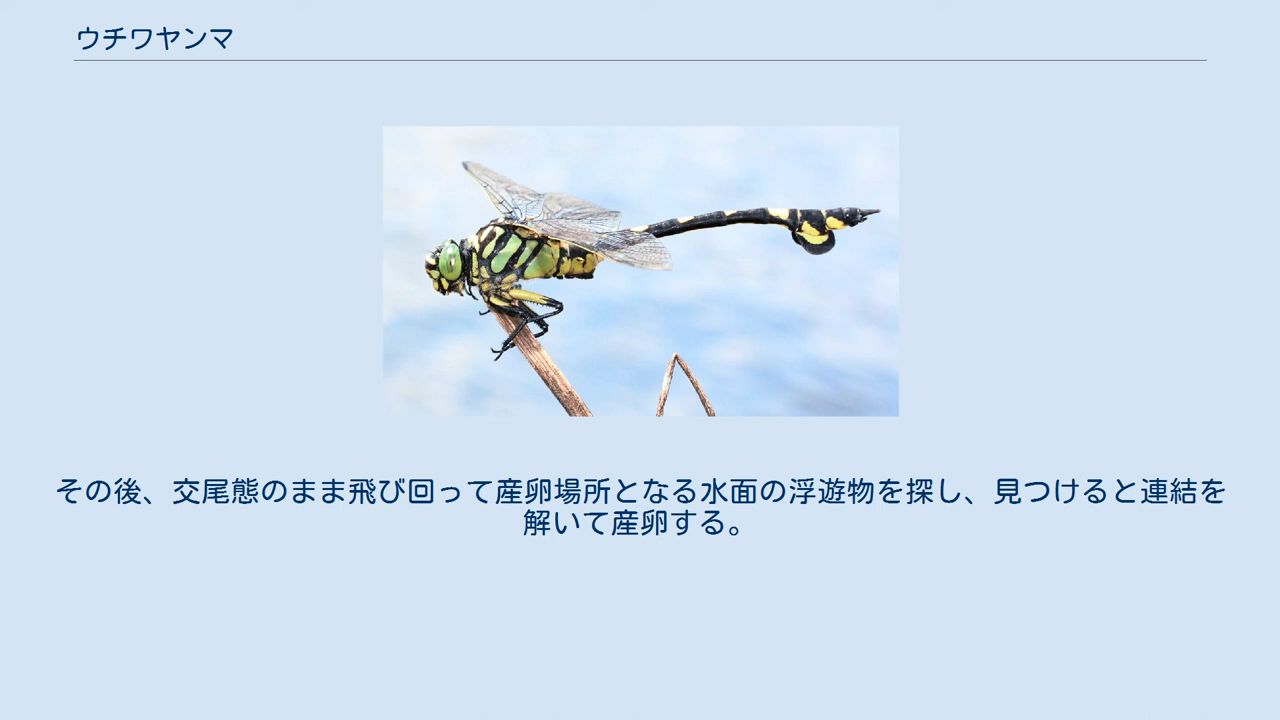 ウチワヤンマ
その後、交尾態のまま飛び回って産卵場所となる水面の浮遊物を探し、見つけると連結を
解いて産卵する。